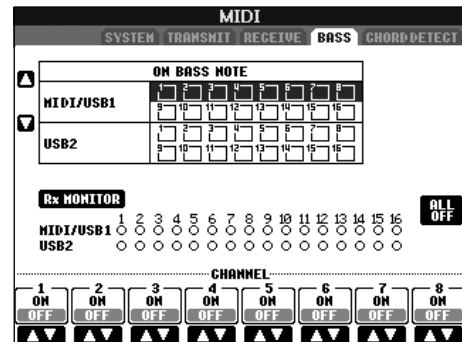 MIDI
SYSTEM TRANSMIT RECEIVE BASS CHORD DETECT
ON BASS NOTE
MIDI/USB1
1 2 3 4 5 6 7 8
9 10 11 12 13 14 15 16
USB2
1 2 3 4 5 6 7 8
9 10 11 12 13 14 15 16
Rx MONITOR
ALL OFF
1 2 3 4 5 6 7 8 9 10 11 12 13 14 15 16
MIDI/USB1
USB2
CHANNEL
1 2 3 4 5 6 7 8
ON ON ON ON ON ON ON ON
OFF OFF OFF OFF OFF OFF OFF OFF